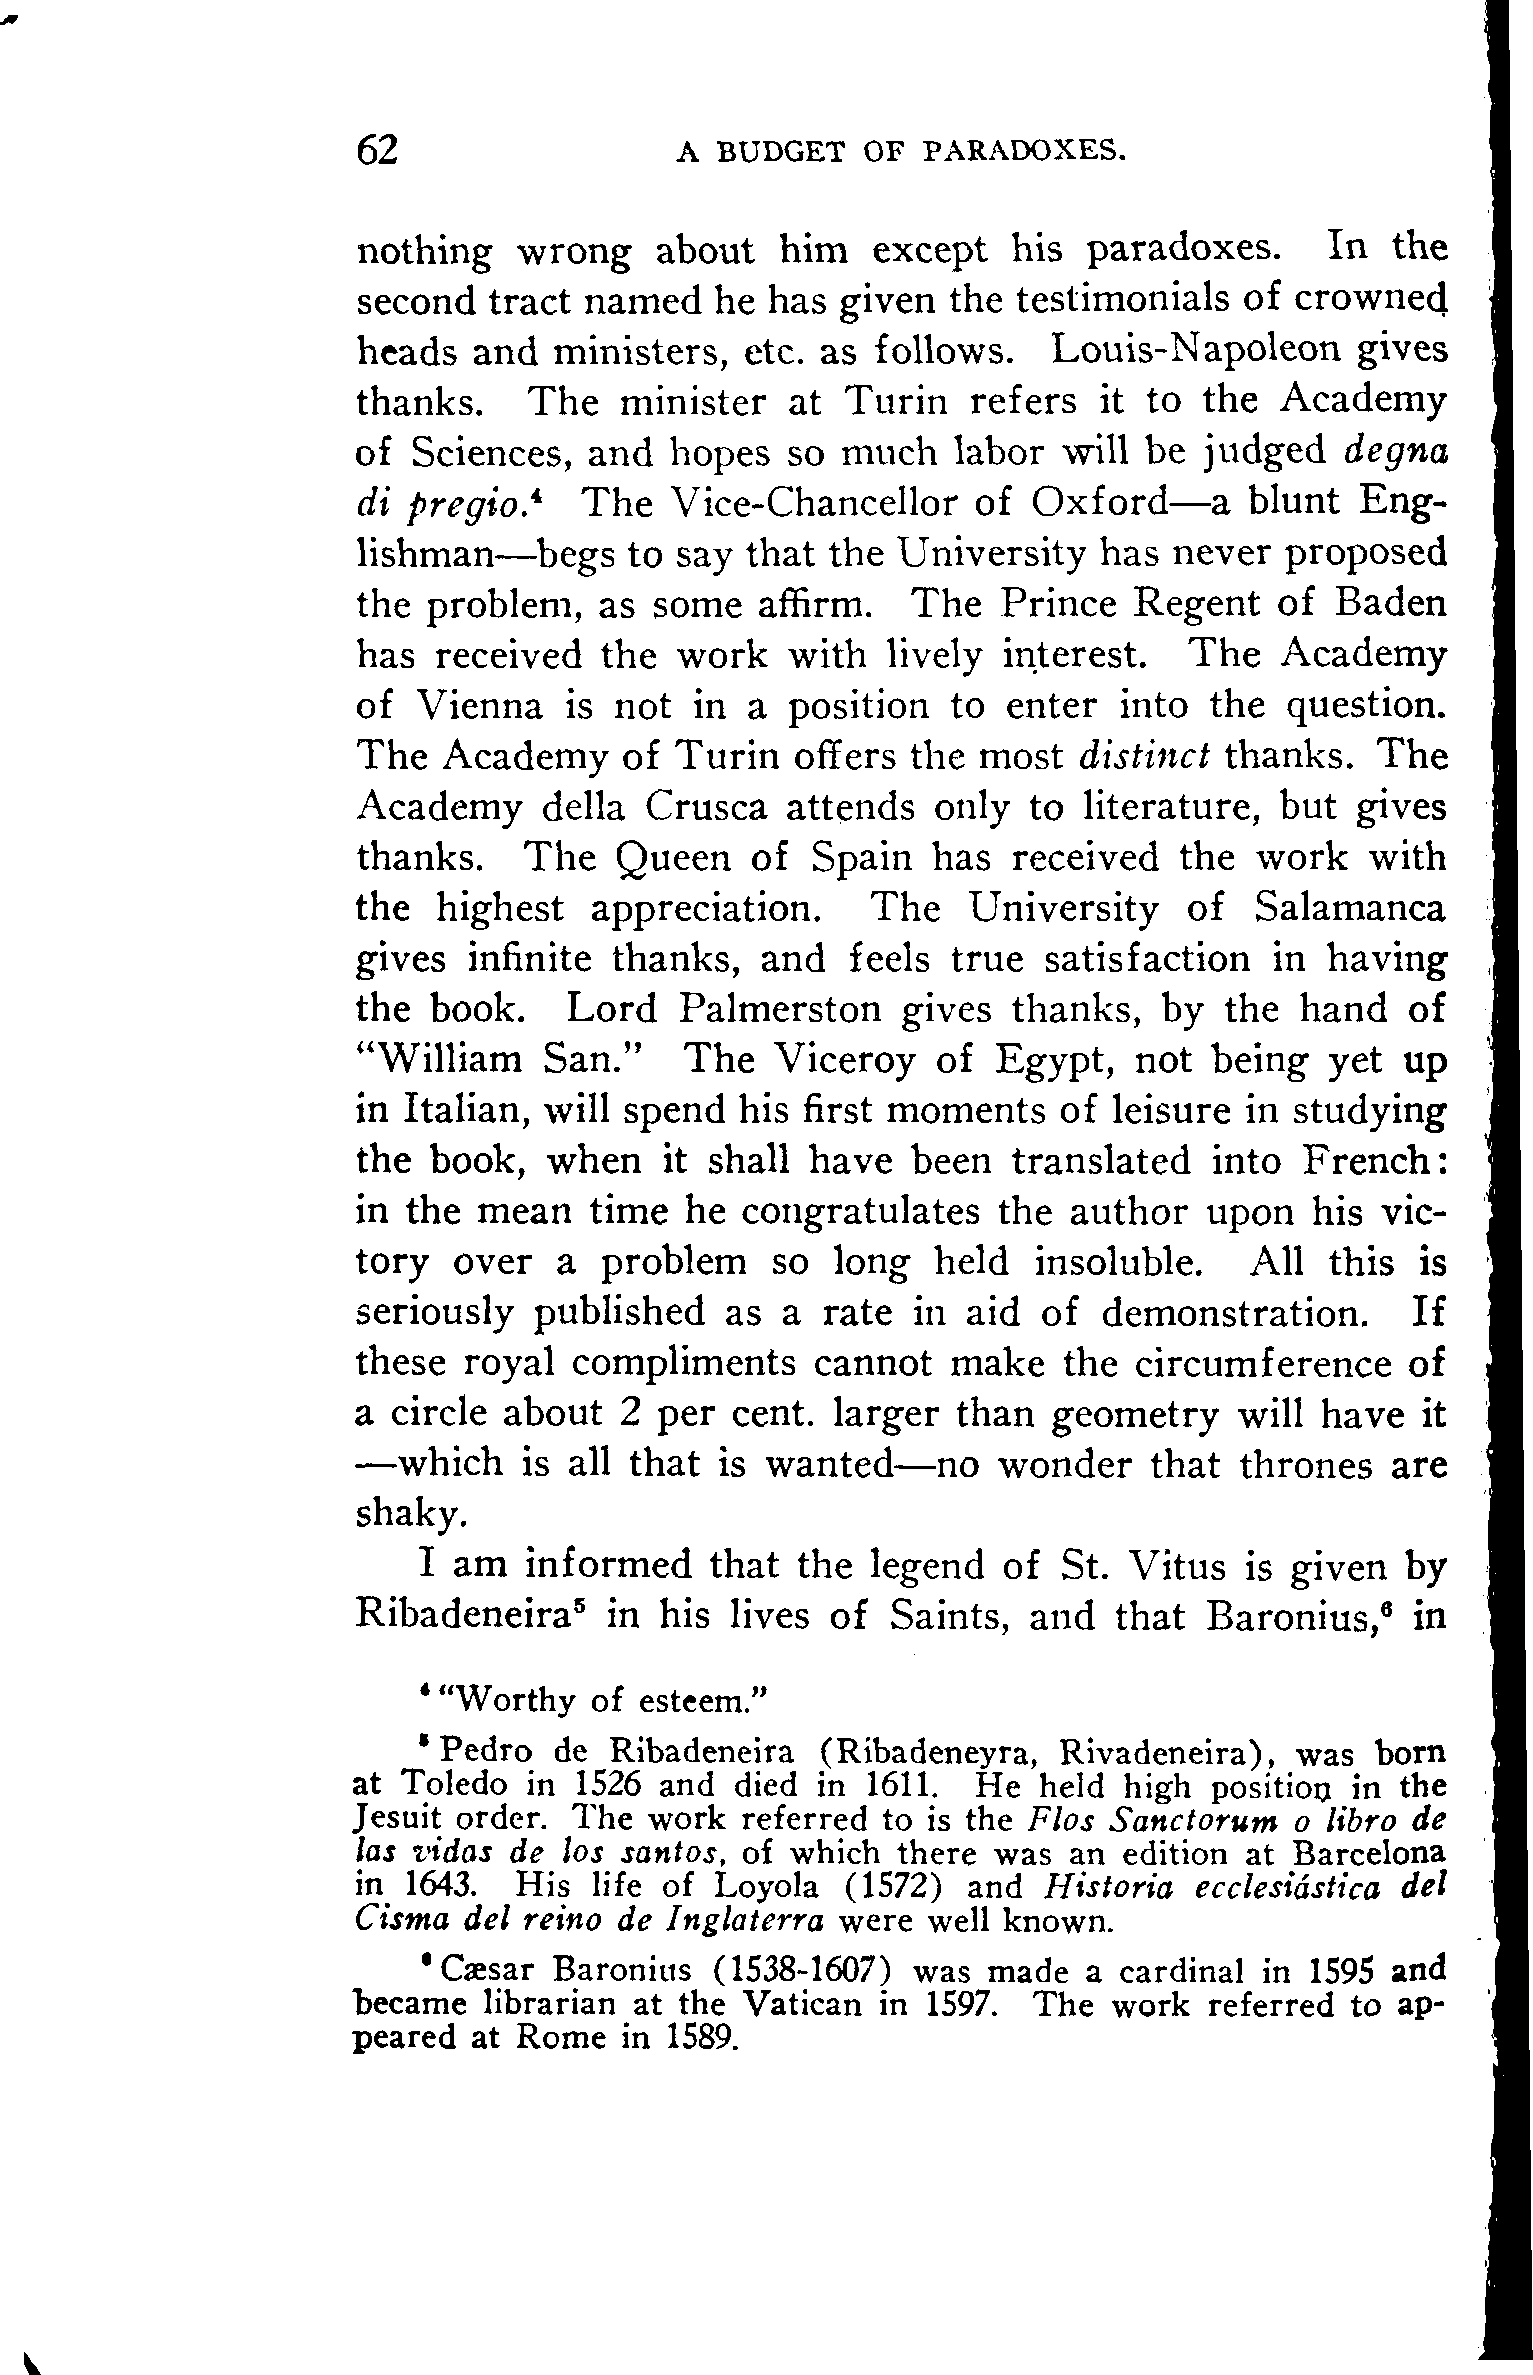 62 A BUDGET OF PARADOXES.
nothing wrong about him except his paradoxes. In the
second tract named he has given the testimonials of crowned
heads and ministers, etc. as follows. Louis-Napoleon gives
thanks. The minister at Turin refers it to the Academy
of Sciences, and hopes so much labor will be judged degna
di pregio.⁴ The Vice-Chancellor of Oxford—a blunt Eng-
lishman—begs to say that the University has never proposed
the problem, as some affirm. The Prince Regent of Baden
has received the work with lively interest. The Academy
of Vienna is not in a position to enter into the question.
The Academy of Turin offers the most distinct thanks. The
Academy della Crusca attends only to literature, but gives
thanks. The Queen of Spain has received the work with
the highest appreciation. The University of Salamanca
gives infinite thanks, and feels true satisfaction in having
the book. Lord Palmerston gives thanks, by the hand of
“William San.” The Viceroy of Egypt, not being yet up
in Italian, will spend his first moments of leisure in studying
the book, when it shall have been translated into French:
in the mean time he congratulates the author upon his vic-
tory over a problem so long held insoluble. All this is
seriously published as a rate in aid of demonstration. If
these royal compliments cannot make the circumference of
a circle about 2 per cent. larger than geometry will have it
—which is all that is wanted—no wonder that thrones are
shaky.
I am informed that the legend of St. Vitus is given by
Ribadeneira⁵ in his lives of Saints, and that Baronius,⁶ in
⁴ “Worthy of esteem.”
⁵ Pedro de Ribadeneira (Ribadeneyra, Rivadeneira), was born
at Toledo in 1526 and died in 1611. He held high position in the
Jesuit order. The work referred to is the Flos Sanctorum o libro de
las vidas de los santos, of which there was an edition at Barcelona
in 1643. His life of Loyola (1572) and Historia ecclesiástica del
Cisma del reino de Inglaterra were well known.
⁶ Cæsar Baronius (1538-1607) was made a cardinal in 1595 and
became librarian at the Vatican in 1597. The work referred to ap-
peared at Rome in 1589.